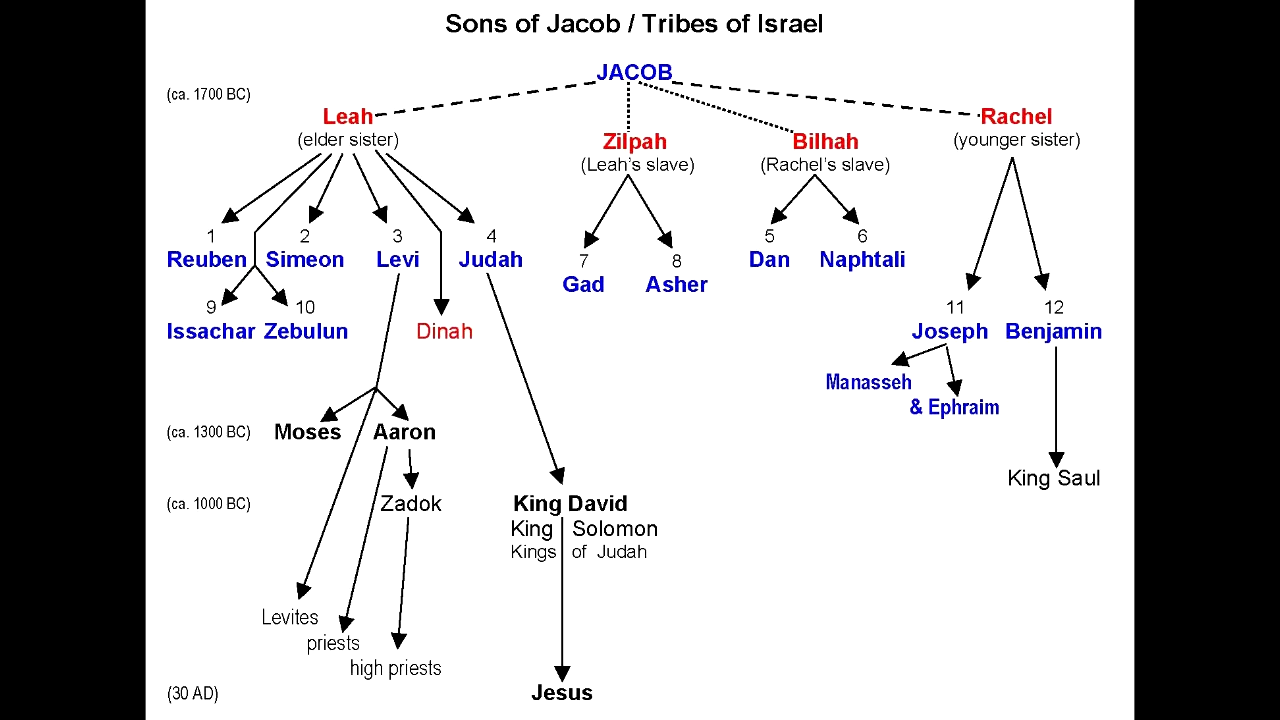 Sons of Jacob / Tribes of Israel
JACOB
(ca. 1700 BC)
Leah
(elder sister)
Zilpah
(Leah's slave)
Bilhah
(Rachel's slave)
Rachel
(younger sister)
1
2
3
4
5
6
Reuben
Simeon
Levi
Judah
Dan
Naphtali
7
8
Gad
Asher
9
10
11
12
Issachar
Zebulun
Dinah
Joseph
Benjamin
Manasseh
& Ephraim
(ca. 1300 BC)
Moses
Aaron
King Saul
(ca. 1000 BC)
Zadok
King David
King Solomon
Kings of Judah
Levites
priests
high priests
(30 AD)
Jesus